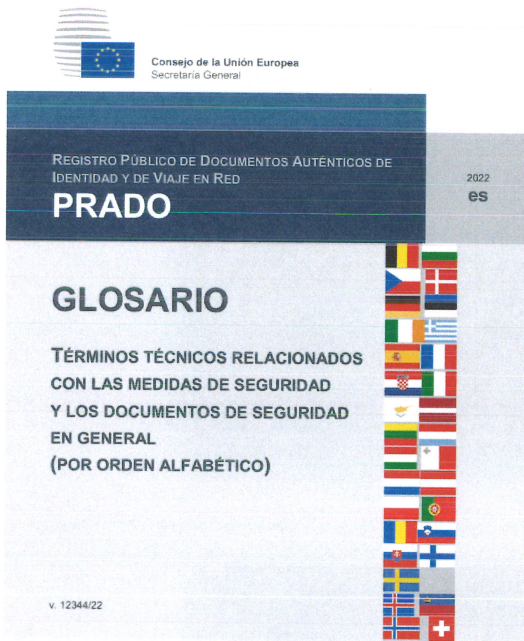 Consejo de la Unión Europea
Secretaría General
REGISTRO PÚBLICO DE DOCUMENTOS AUTÉNTICOS DE
IDENTIDAD Y DE VIAJE EN RED
PRADO
2022
es
GLOSARIO
TÉRMINOS TÉCNICOS RELACIONADOS
CON LAS MEDIDAS DE SEGURIDAD
Y LOS DOCUMENTOS DE SEGURIDAD
EN GENERAL
(POR ORDEN ALFABÉTICO)
v. 12344/22